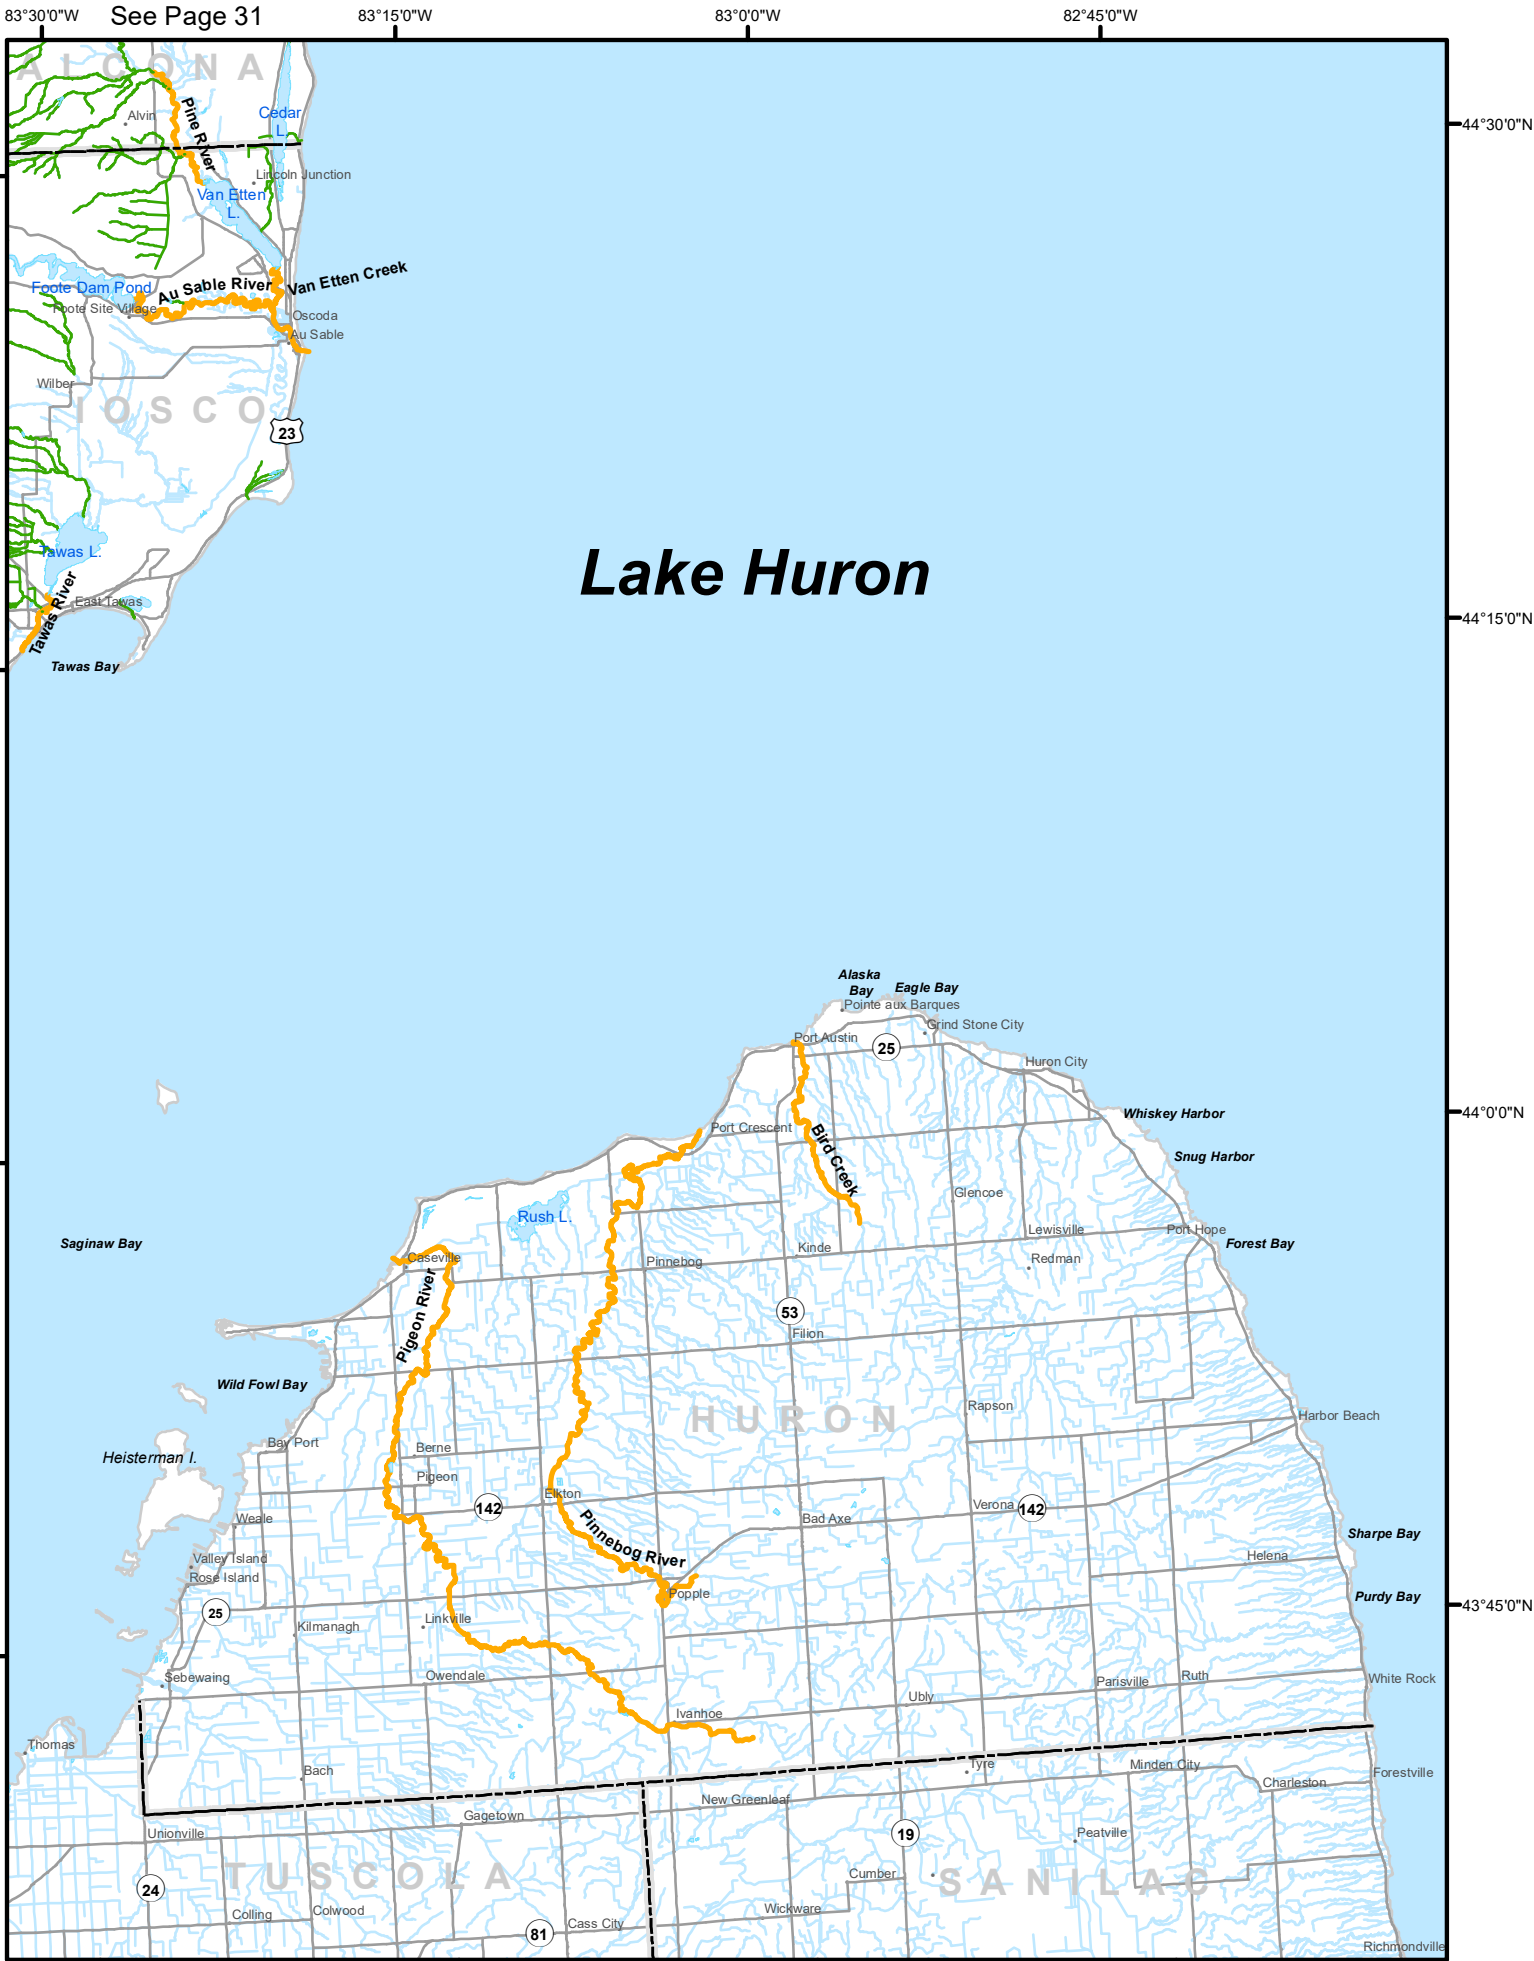 83°30'0"W
See Page 31
83°15'0"W
83°0'0"W
82°45'0"W
ALCONA
Alvin
Pine River
Cedar
L.
44°30'0"N
Lincoln Junction
Van Etten
L.
Van Etten Creek
Foote Dam Pond
Au Sable River
Foote Site Village
Oscoda
Au Sable
Wilber
IOSCO
23
Tawas L.
Lake Huron
Tawas River
East Tawas
44°15'0"N
Tawas Bay
Alaska
Bay
Eagle Bay
Pointe aux Barques
Grind Stone City
Port Austin
25
Huron City
44°0'0"N
Whiskey Harbor
Port Crescent
Bird Creek
Snug Harbor
Glencoe
Rush L.
Lewisville
Port Hope
Saginaw Bay
Forest Bay
Caseville
Pinnebog
Kinde
Redman
Pigeon River
53
Filion
Wild Fowl Bay
Rapson
HURON
Harbor Beach
Bay Port
Berne
Heisterman I.
Pigeon
Elkton
142
Verona
142
Weale
Bad Axe
Pinnebog River
Sharpe Bay
Valley Island
Helena
Rose Island
Popple
Purdy Bay
43°45'0"N
25
Kilmanagh
Linkville
Sebewaing
Owendale
Parisville
Ruth
White Rock
Ubly
Ivanhoe
Thomas
Tyre
Minden City
Bach
Forestville
Charleston
New Greenleaf
Gagetown
Unionville
19
Peatville
TUSCOLA
Cumber
SANILAC
24
Colling
Colwood
Wickware
Cass City
81
Richmondville